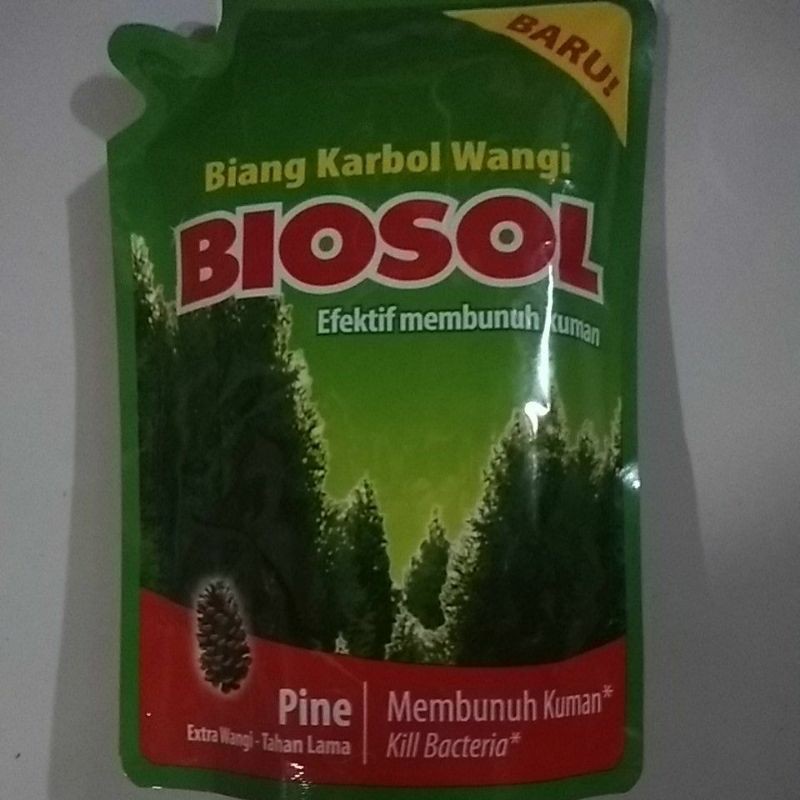 BARU!
Biang Karbol Wangi
BIOSOL
Efektif membunuh kuman
Pine
Extra Wangi - Tahan Lama
Membunuh Kuman*
Kill Bacteria*